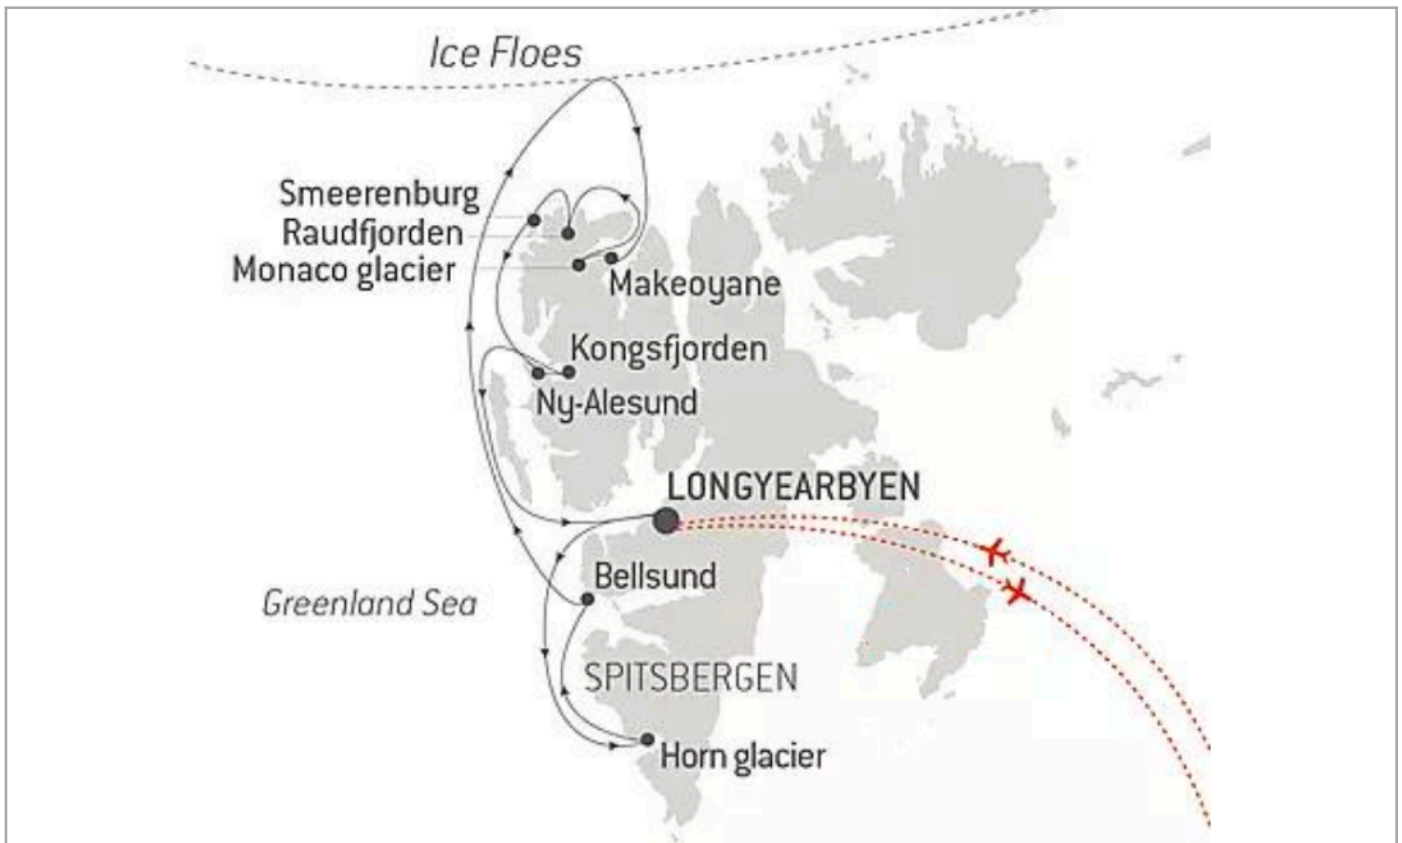 Ice Floes
Smeerenburg
Raudfjorden
Monaco glacier
Makeoyane
Kongsfjorden
Ny-Alesund
LONGYEARBYEN
Bellsund
Greenland Sea
SPITSBERGEN
Horn glacier